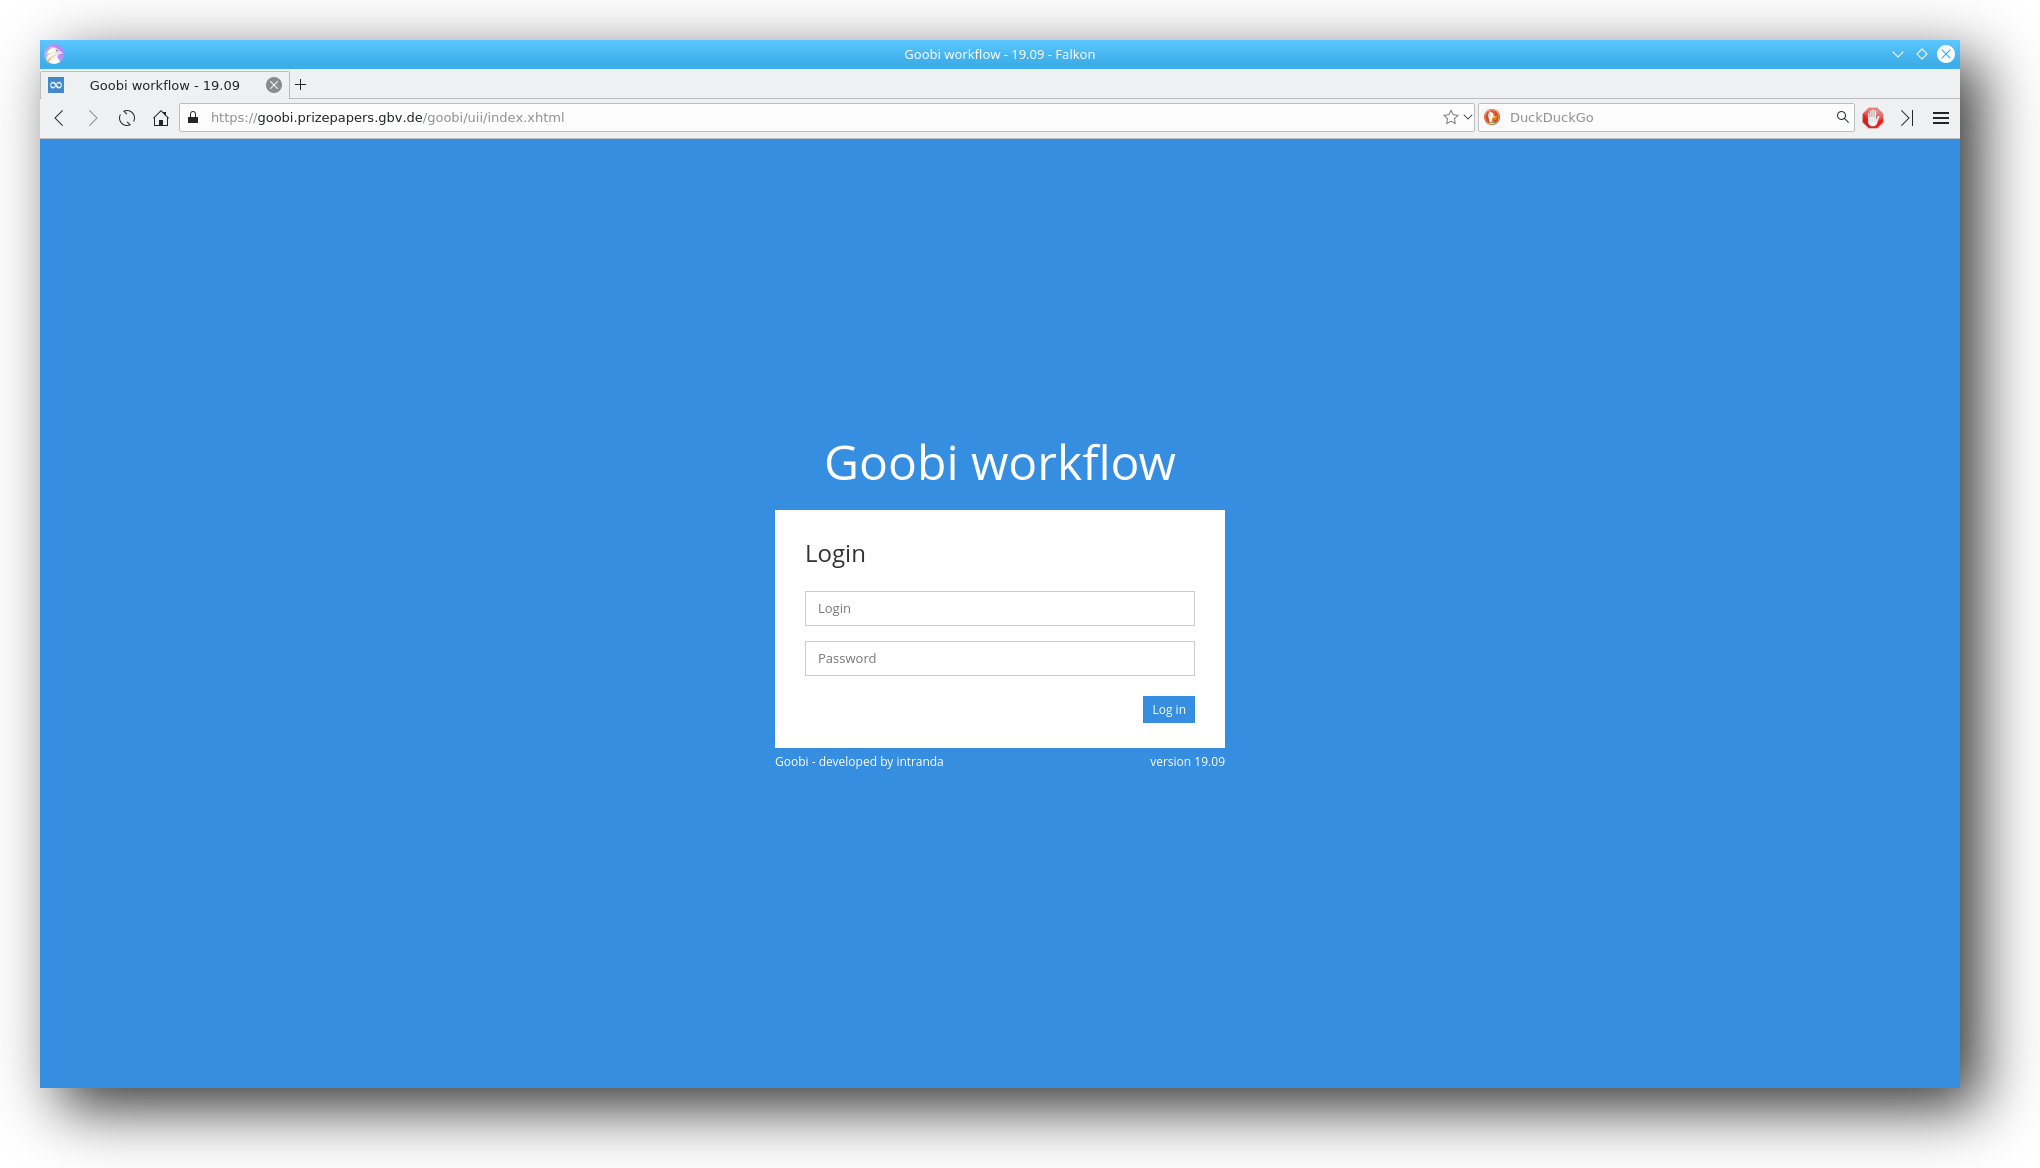 Goobi workflow - 19.09 - Falkon
Goobi workflow - 19.09
https://goobi.prizepapers.gbv.de/goobi/uii/index.xhtml
DuckDuckGo
Goobi workflow
Login
Login
Password
Log in
Goobi - developed by intranda
version 19.09